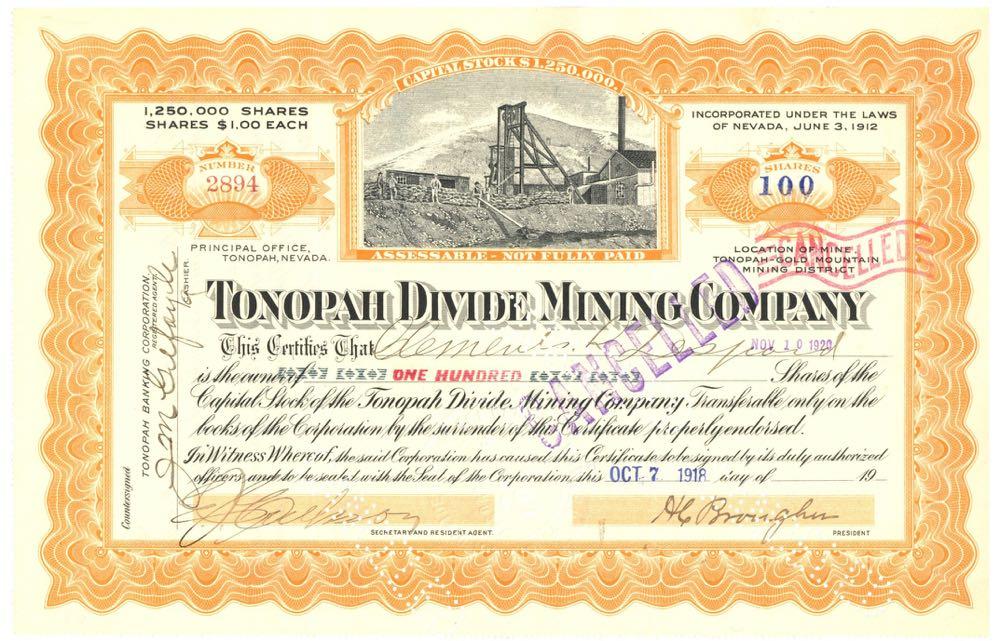 CAPITAL STOCK $1,250,000.
1,250,000 SHARES
SHARES $1.00 EACH
INCORPORATED UNDER THE LAWS
OF NEVADA, JUNE 3, 1912
NUMBER
2894
SHARES
100
PRINCIPAL OFFICE,
TONOPAH, NEVADA.
ASSESSABLE - NOT FULLY PAID
LOCATION OF MINE,
TONOPAH-GOLD MOUNTAIN
MINING DISTRICT
CANCELLED
TONOPAH DIVIDE MINING COMPANY
This Certifies That
NOV 10 1920
CANCELLED
is the owner of ONE HUNDRED Shares of the
Capital Stock of the Tonopah Divide Mining Company, Transferable only on the
books of the Corporation by the surrender of this Certificate properly endorsed.
In Witness Whereof, the said Corporation has caused this Certificate to be signed by its duly authorized
officers, and to be sealed with the Seal of the Corporation, this OCT 7 1918 day of 19
H C Brougher
SECRETARY AND RESIDENT AGENT.
PRESIDENT
Countersigned
TONOPAH BANKING CORPORATION,
REGISTERED AGENT.
CASHIER.